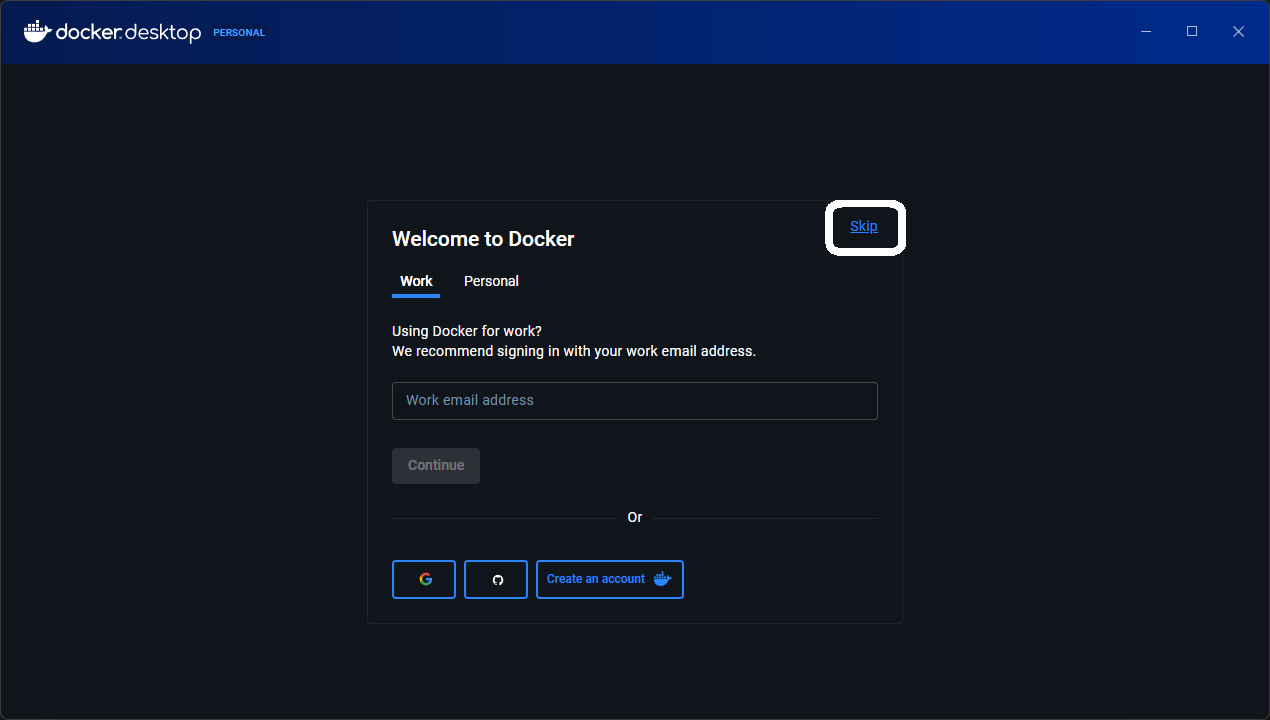 docker.desktop PERSONAL
Skip
Welcome to Docker
Work Personal
Using Docker for work?
We recommend signing in with your work email address.
Work email address
Continue
Or
Create an account